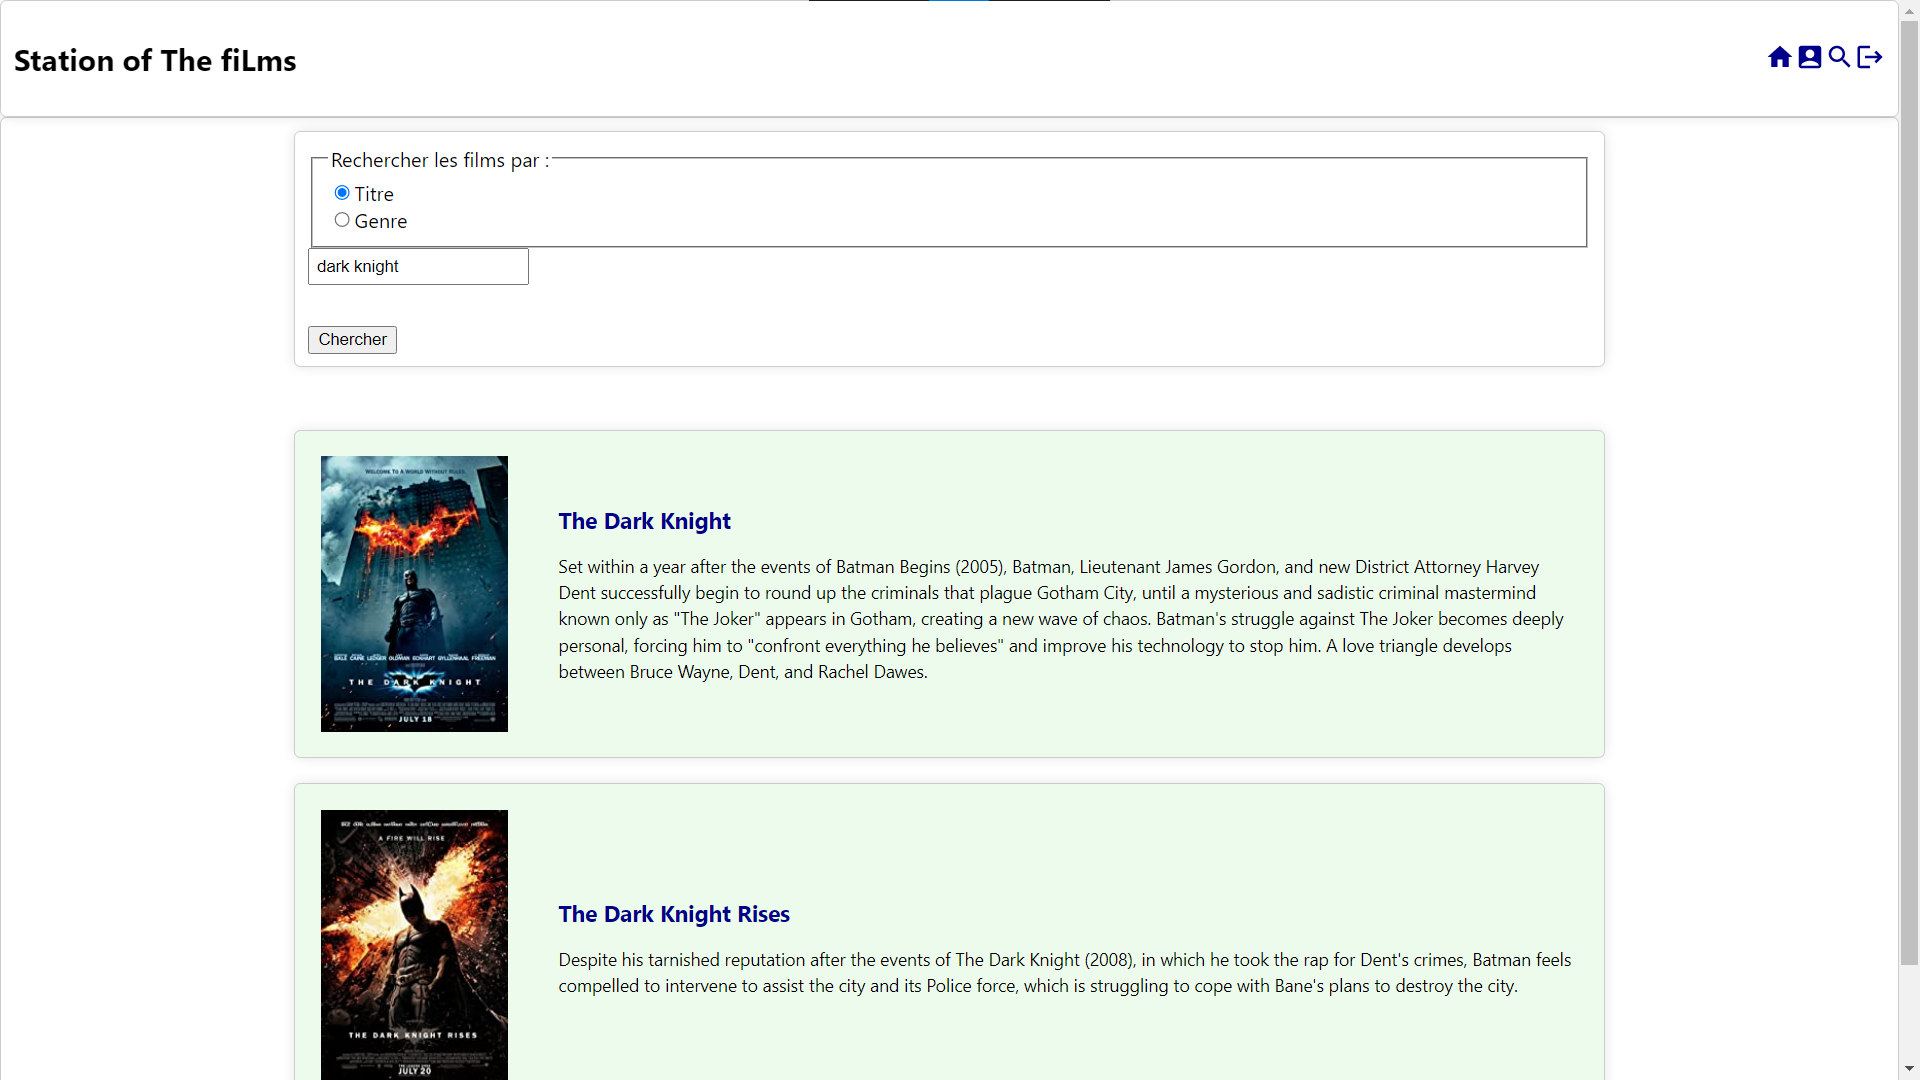 Station of The fiLms
Rechercher les films par :
Titre
Genre
dark knight
Chercher
WELCOME TO A WORLD WITHOUT RULES.
BALE CAINE LEDGER OLDMAN ECKHART GYLLENHAAL FREEMAN
THE DARK KNIGHT
JULY 18
The Dark Knight
Set within a year after the events of Batman Begins (2005), Batman, Lieutenant James Gordon, and new District Attorney Harvey
Dent successfully begin to round up the criminals that plague Gotham City, until a mysterious and sadistic criminal mastermind
known only as "The Joker" appears in Gotham, creating a new wave of chaos. Batman's struggle against The Joker becomes deeply
personal, forcing him to "confront everything he believes" and improve his technology to stop him. A love triangle develops
between Bruce Wayne, Dent, and Rachel Dawes.
A FIRE WILL RISE
THE DARK KNIGHT RISES
JULY 20
The Dark Knight Rises
Despite his tarnished reputation after the events of The Dark Knight (2008), in which he took the rap for Dent's crimes, Batman feels
compelled to intervene to assist the city and its Police force, which is struggling to cope with Bane's plans to destroy the city.